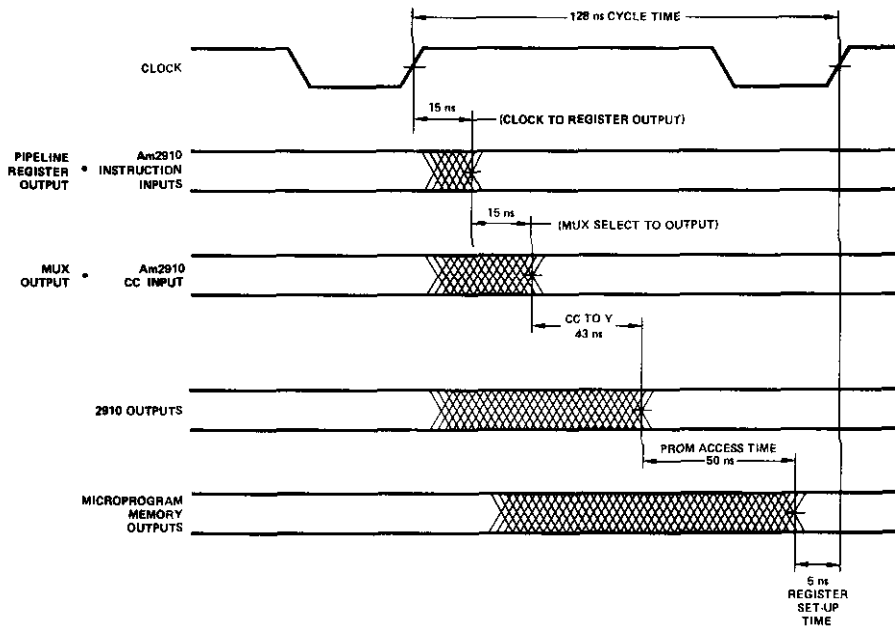 128 ns CYCLE TIME
CLOCK
15 ns
(CLOCK TO REGISTER OUTPUT)
PIPELINE
REGISTER
OUTPUT
•
Am2910
INSTRUCTION
INPUTS
15 ns
(MUX SELECT TO OUTPUT)
MUX
OUTPUT
•
Am2910
CC INPUT
CC TO Y
43 ns
2910 OUTPUTS
PROM ACCESS TIME
50 ns
MICROPROGRAM
MEMORY
OUTPUTS
5 ns
REGISTER
SET-UP
TIME